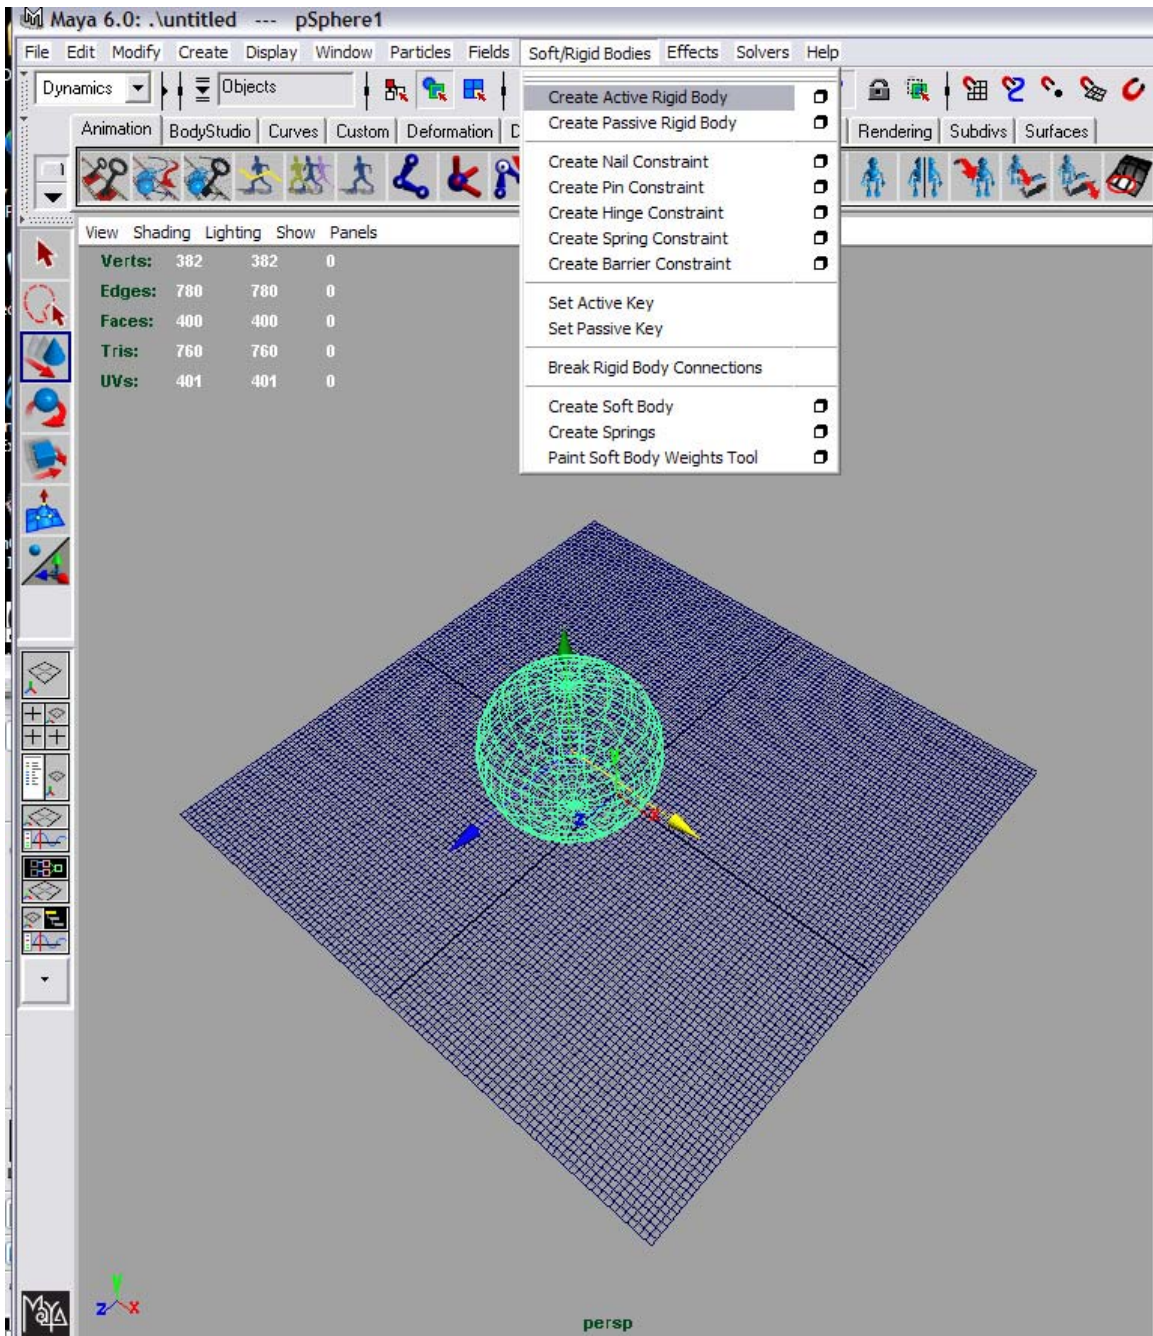 Maya 6.0: .\untitled --- pSphere1
File Edit Modify Create Display Window Particles Fields Soft/Rigid Bodies Effects Solvers Help
Dynamics Objects
Create Active Rigid Body
Create Passive Rigid Body
Animation BodyStudio Curves Custom Deformation D Rendering Subdivs Surfaces
1
Create Nail Constraint
Create Pin Constraint
Create Hinge Constraint
Create Spring Constraint
Create Barrier Constraint
Set Active Key
Set Passive Key
Break Rigid Body Connections
Create Soft Body
Create Springs
Paint Soft Body Weights Tool
View Shading Lighting Show Panels
Verts: 382 382 0
Edges: 780 780 0
Faces: 400 400 0
Tris: 760 760 0
UVs: 401 401 0
y
z x
y
z x
MAYA
persp